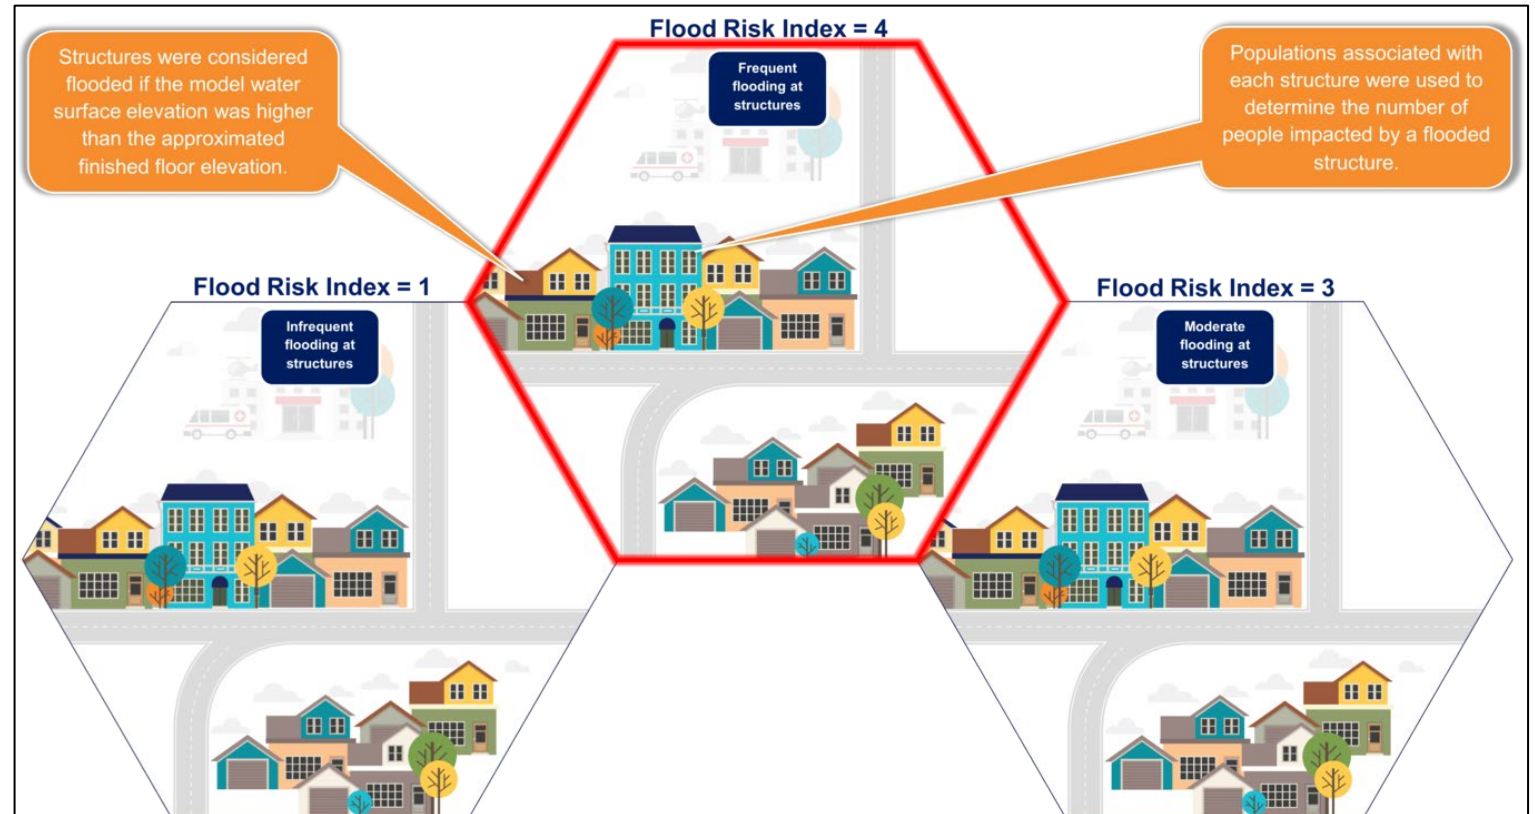 Flood Risk Index = 4
Structures were considered
flooded if the model water
surface elevation was higher
than the approximated
finished floor elevation.
Frequent
flooding at
structures
Populations associated with
each structure were used to
determine the number of
people impacted by a flooded
structure.
Flood Risk Index = 1
Infrequent
flooding at
structures
Flood Risk Index = 3
Moderate
flooding at
structures